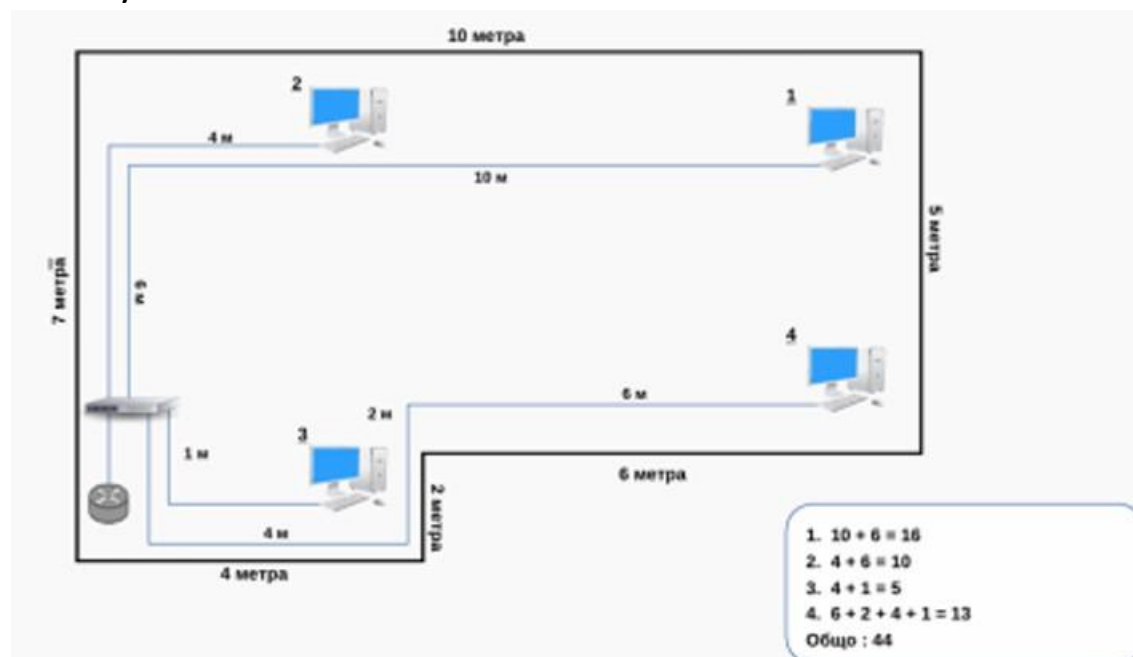 10 метра
2
1
4 м
10 м
5 метра
7 метра
6 м
4
6 м
2 м
3
1 м
6 метра
2 метра
4 м
4 метра
1. 10 + 6 = 16
2. 4 + 6 = 10
3. 4 + 1 = 5
4. 6 + 2 + 4 + 1 = 13
Общо : 44